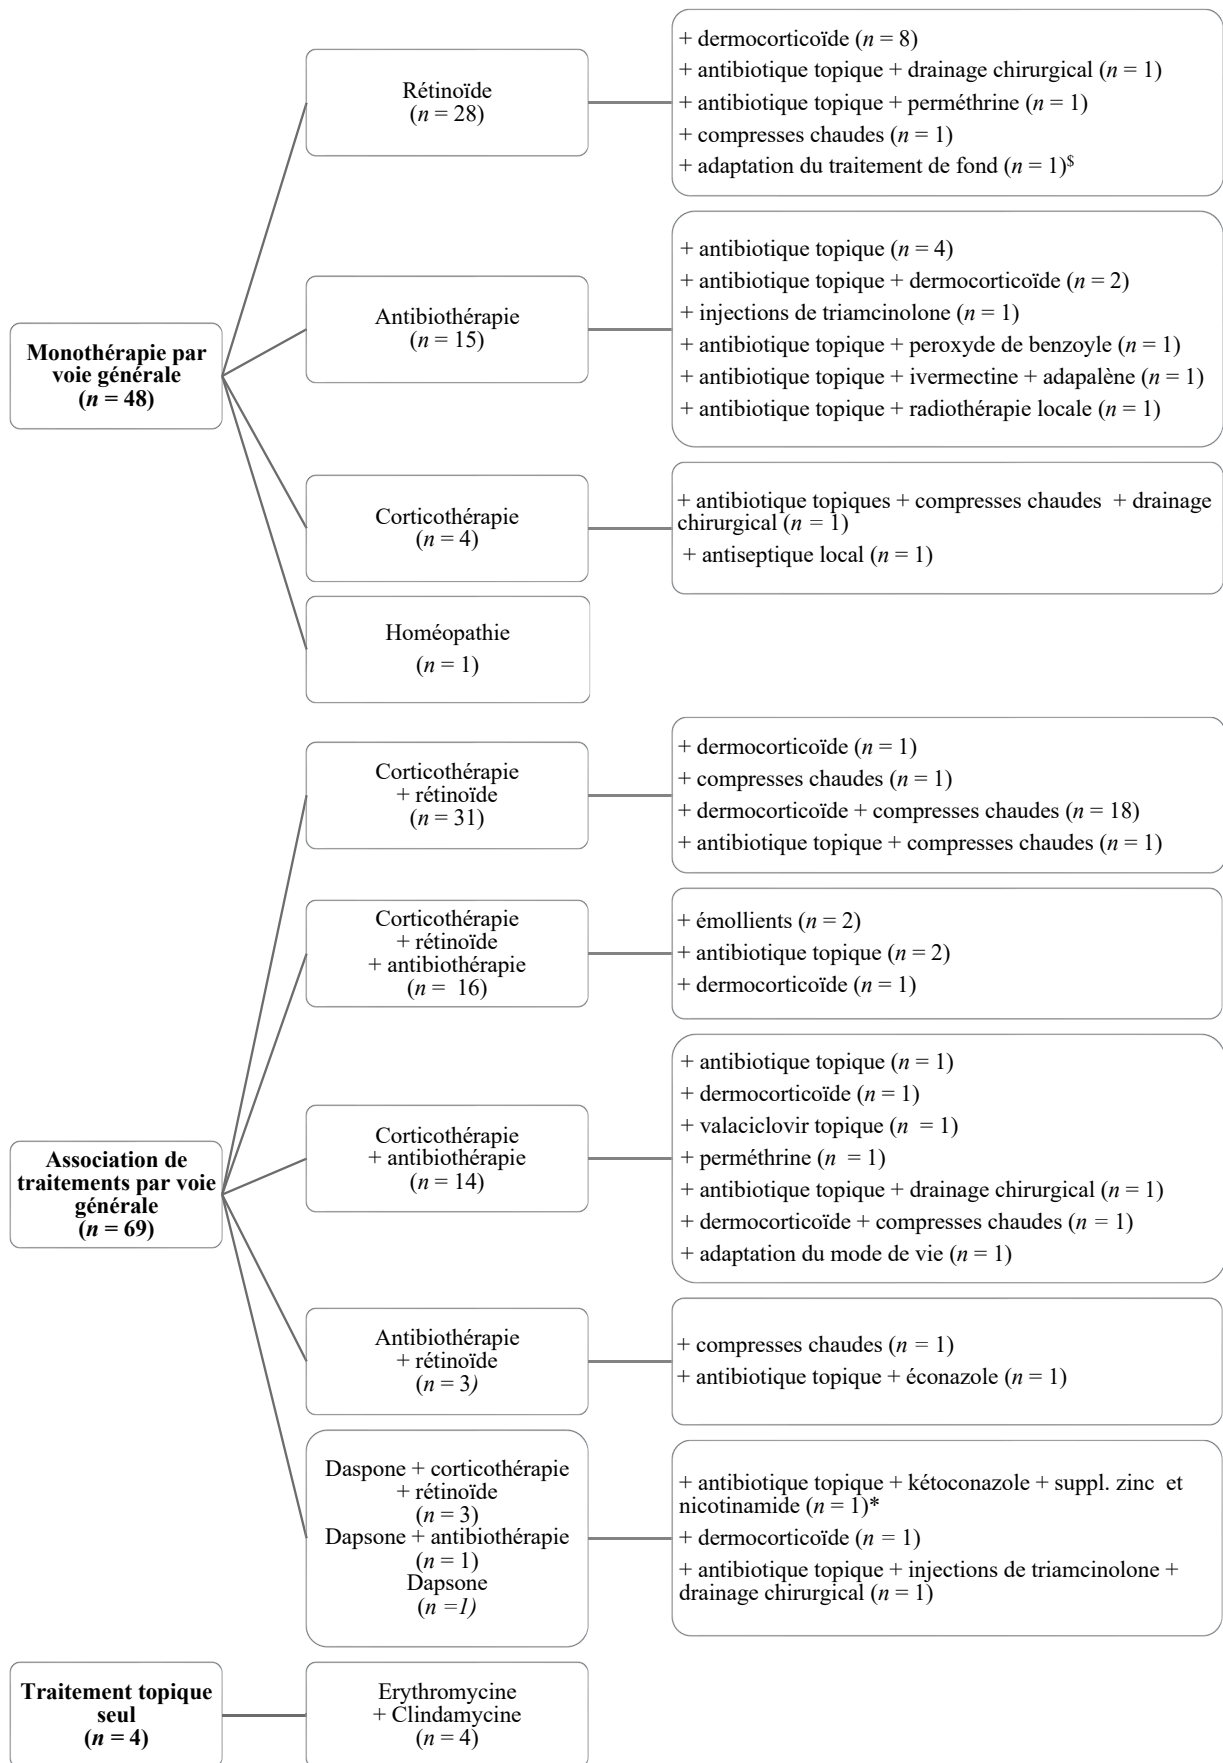 Monothérapie par
voie générale
(n = 48)
Rétinoïde
(n = 28)
+ dermocorticoïde (n = 8)
+ antibiotique topique + drainage chirurgical (n = 1)
+ antibiotique topique + perméthrine (n = 1)
+ compresses chaudes (n = 1)
+ adaptation du traitement de fond (n = 1)$
Antibiothérapie
(n = 15)
+ antibiotique topique (n = 4)
+ antibiotique topique + dermocorticoïde (n = 2)
+ injections de triamcinolone (n = 1)
+ antibiotique topique + peroxyde de benzoyle (n = 1)
+ antibiotique topique + ivermectine + adapalène (n = 1)
+ antibiotique topique + radiothérapie locale (n = 1)
Corticothérapie
(n = 4)
+ antibiotique topiques + compresses chaudes + drainage
chirurgical (n = 1)
+ antiseptique local (n = 1)
Homéopathie
(n = 1)
Association de
traitements par voie
générale
(n = 69)
Corticothérapie
+ rétinoïde
(n = 31)
+ dermocorticoïde (n = 1)
+ compresses chaudes (n = 1)
+ dermocorticoïde + compresses chaudes (n = 18)
+ antibiotique topique + compresses chaudes (n = 1)
Corticothérapie
+ rétinoïde
+ antibiothérapie
(n = 16)
+ émollients (n = 2)
+ antibiotique topique (n = 2)
+ dermocorticoïde (n = 1)
Corticothérapie
+ antibiothérapie
(n = 14)
+ antibiotique topique (n = 1)
+ dermocorticoïde (n = 1)
+ valaciclovir topique (n = 1)
+ perméthrine (n = 1)
+ antibiotique topique + drainage chirurgical (n = 1)
+ dermocorticoïde + compresses chaudes (n = 1)
+ adaptation du mode de vie (n = 1)
Antibiothérapie
+ rétinoïde
(n = 3)
+ compresses chaudes (n = 1)
+ antibiotique topique + éconazole (n = 1)
Daspone + corticothérapie
+ rétinoïde
(n = 3)
Dapsone + antibiothérapie
(n = 1)
Dapsone
(n =1)
+ antibiotique topique + kétoconazole + suppl. zinc et
nicotinamide (n = 1)*
+ dermocorticoïde (n = 1)
+ antibiotique topique + injections de triamcinolone +
drainage chirurgical (n = 1)
Traitement topique
seul
(n = 4)
Erythromycine
+ Clindamycine
(n = 4)